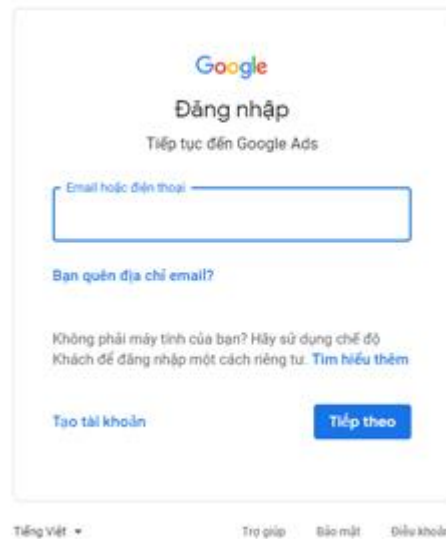 Google
Đăng nhập
Tiếp tục đến Google Ads
Email hoặc điện thoại
Bạn quên địa chỉ email?
Không phải máy tính của bạn? Hãy sử dụng chế độ
Khách để đăng nhập một cách riêng tư. Tìm hiểu thêm
Tạo tài khoản
Tiếp theo
Tiếng Việt
Trợ giúp
Bảo mật
Điều khoản